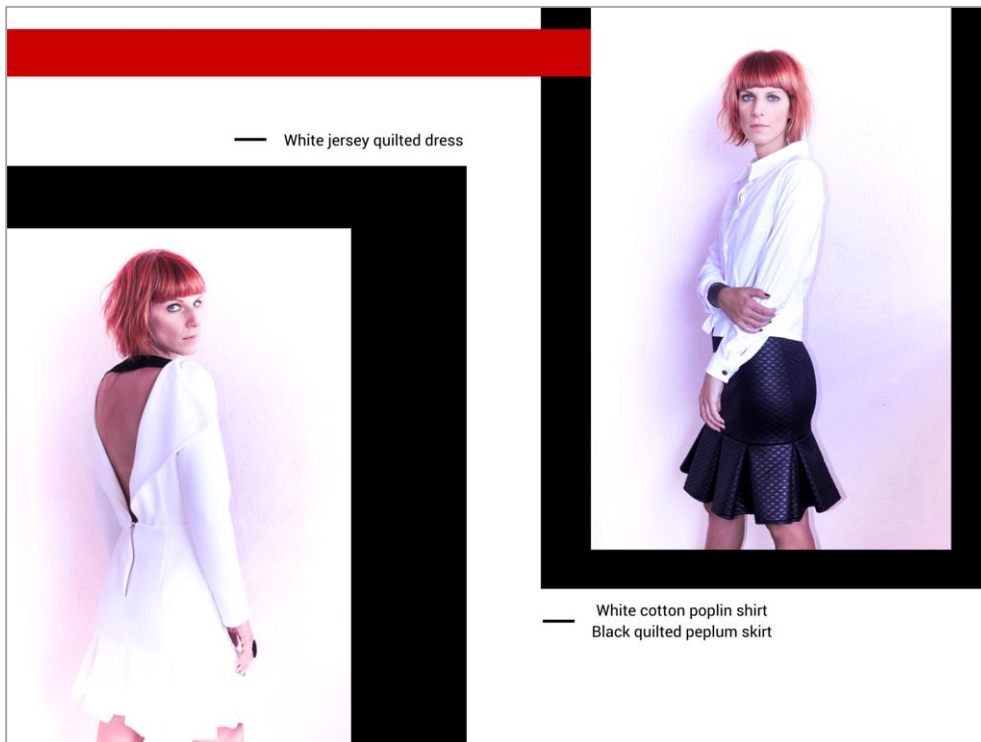 White jersey quilted dress
White cotton poplin shirt
Black quilted peplum skirt